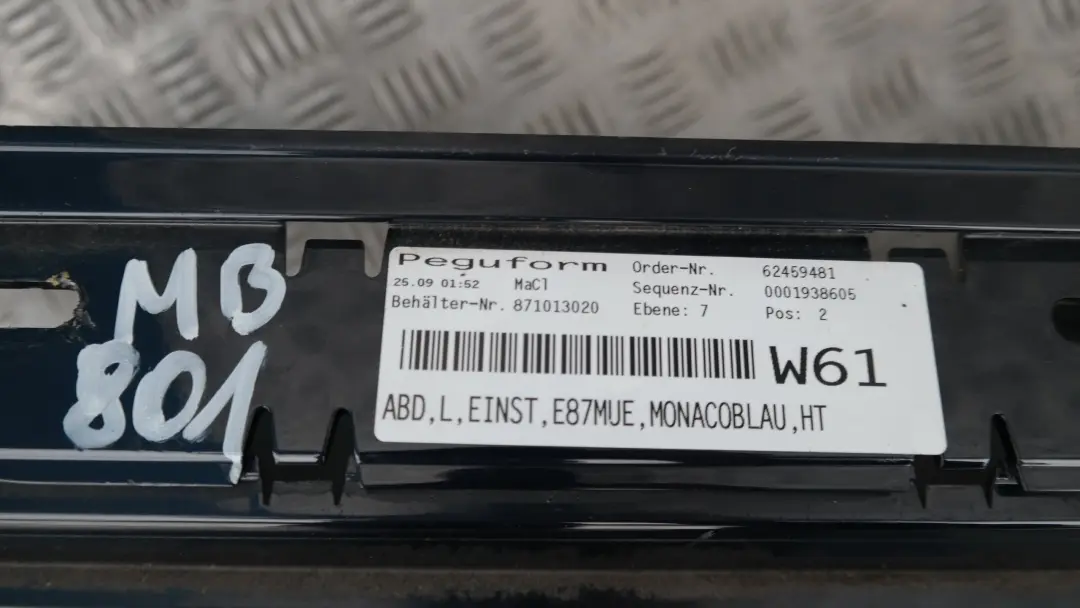 MB
801
Peguform
25.09 01:52 MaCl
Behälter-Nr. 871013020
Order-Nr. 62459481
Sequenz-Nr. 0001938605
Ebene: 7 Pos: 2
W61
ABD,L,EINST,E87MUE,MONACOBLAU,HT